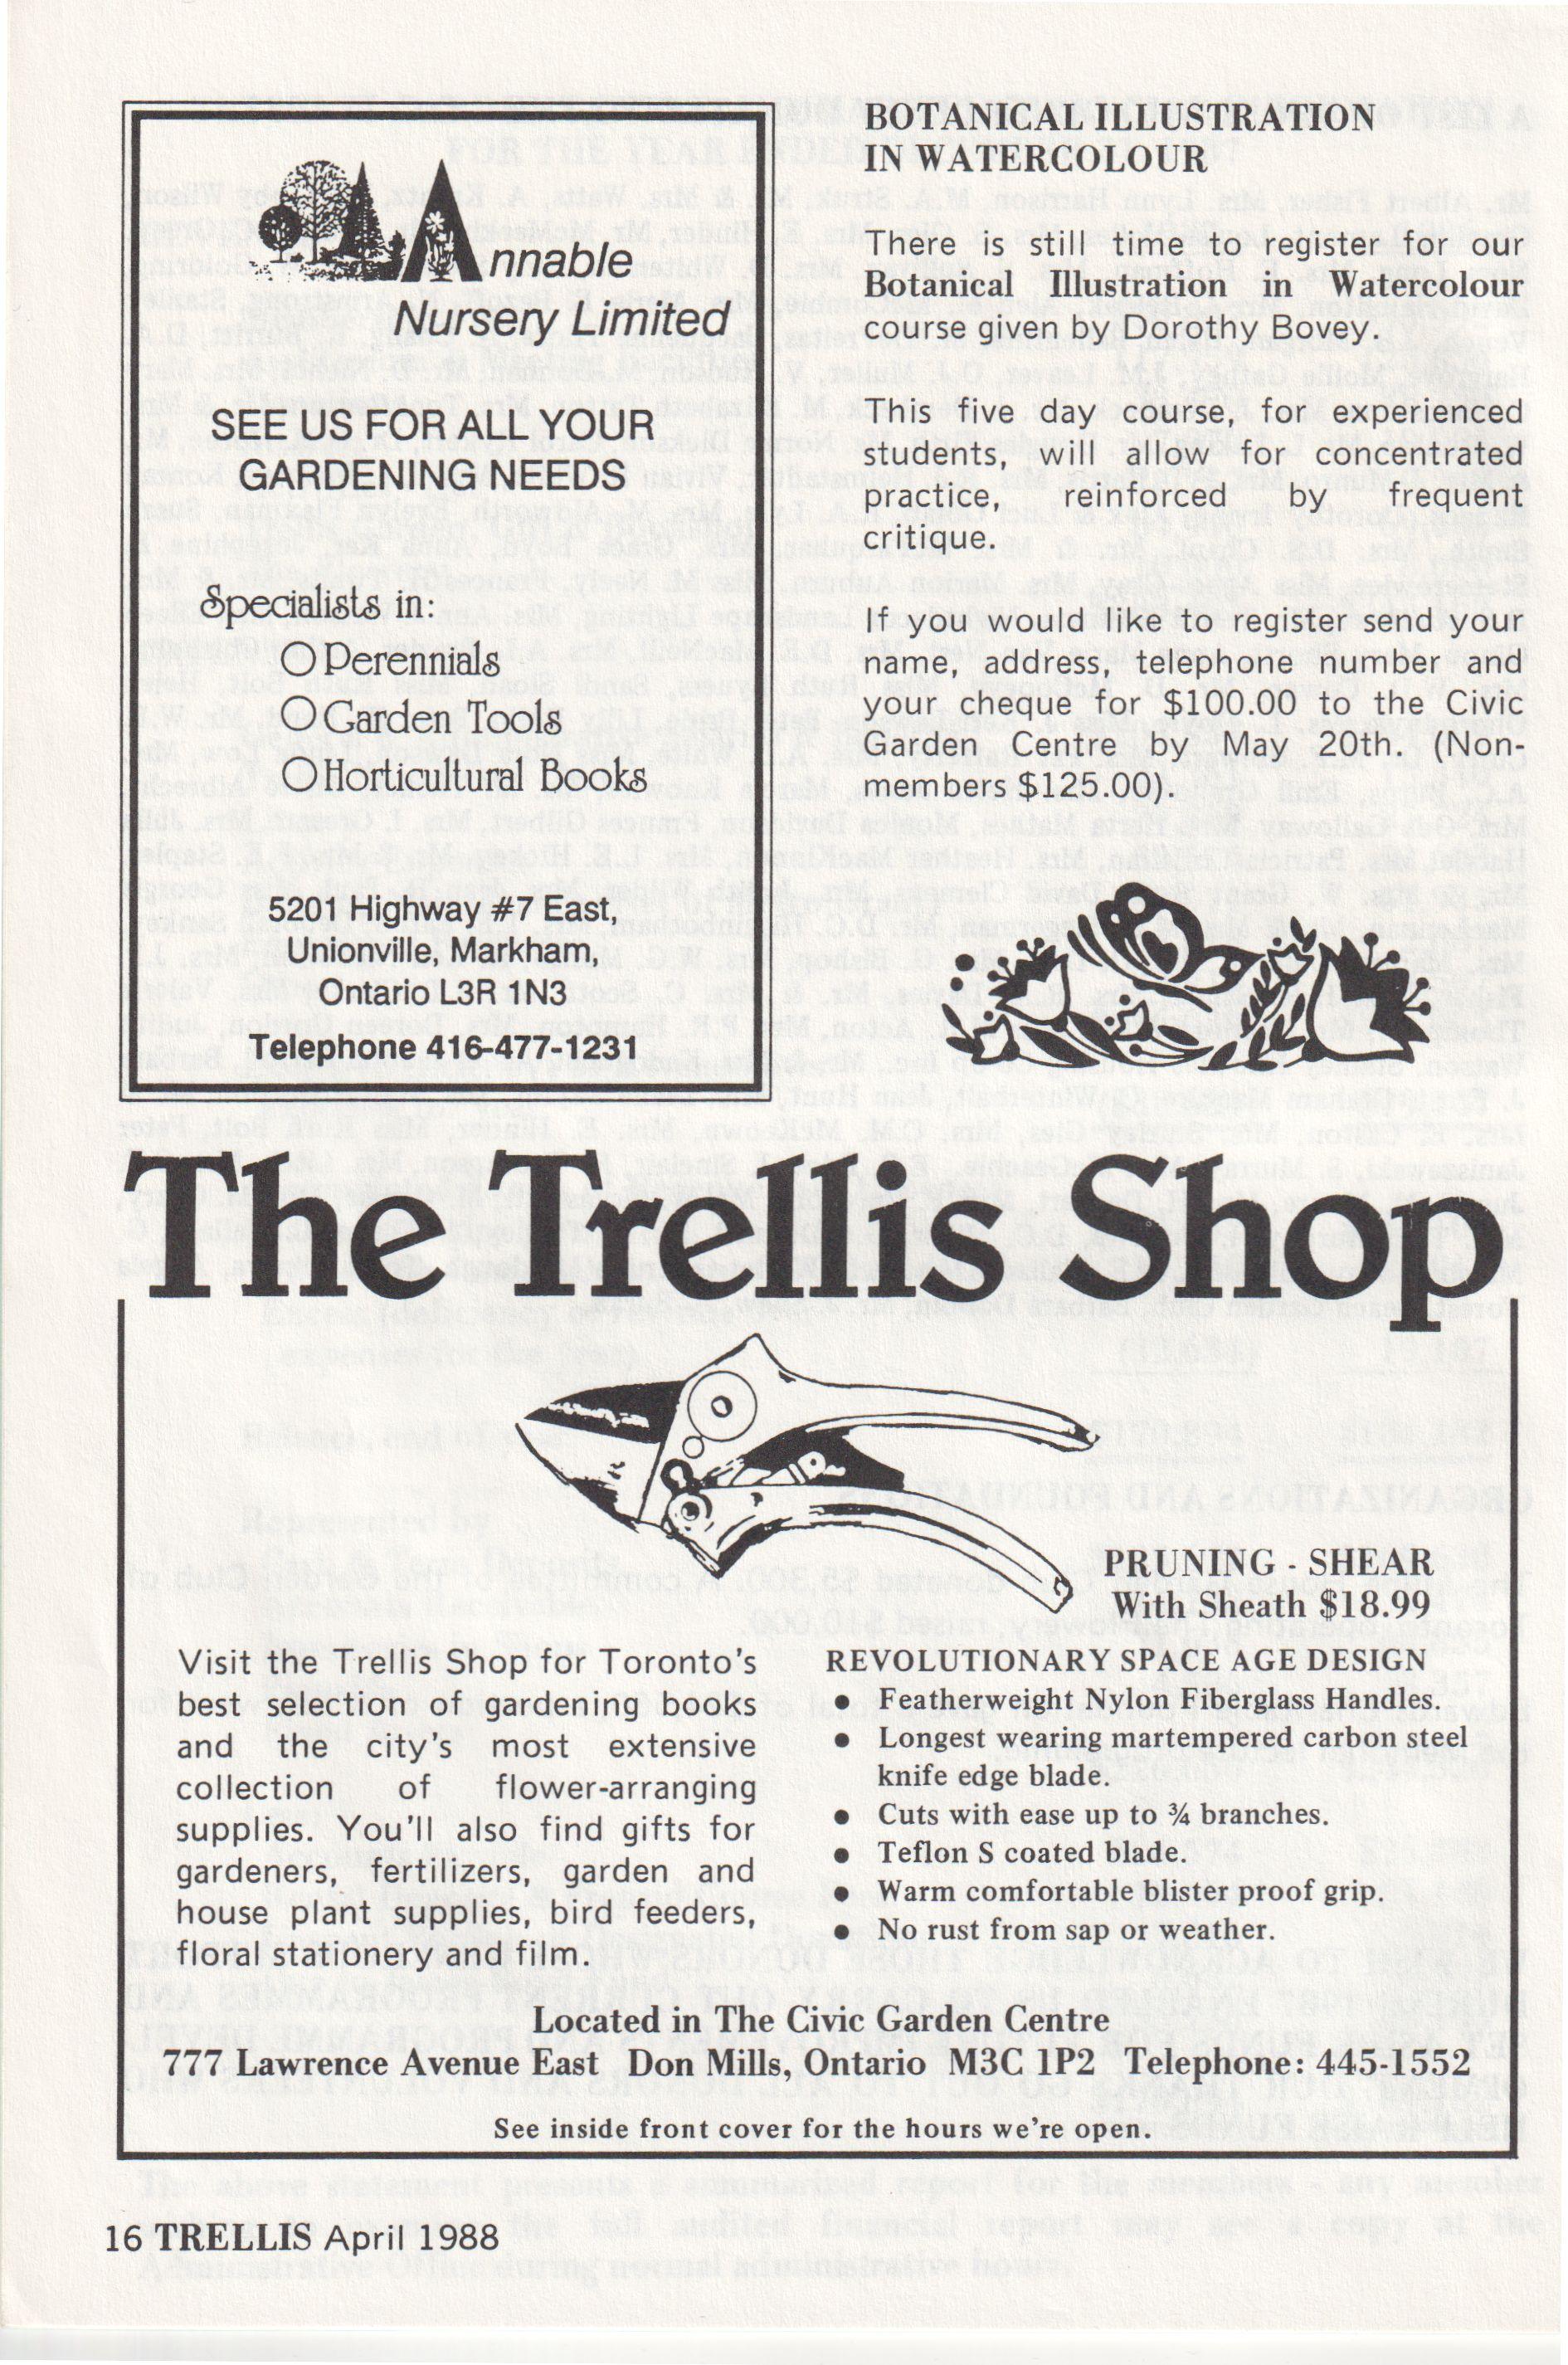 Annable
Nursery Limited
SEE US FOR ALL YOUR
GARDENING NEEDS
Specialists in:
Perennials
Garden Tools
Horticultural Books
5201 Highway #7 East,
Unionville, Markham,
Ontario L3R 1N3
Telephone 416-477-1231
BOTANICAL ILLUSTRATION
IN WATERCOLOUR
There is still time to register for our
Botanical Illustration in Watercolour
course given by Dorothy Bovey.
This five day course, for experienced
students, will allow for concentrated
practice, reinforced by frequent
critique.
If you would like to register send your
name, address, telephone number and
your cheque for $100.00 to the Civic
Garden Centre by May 20th. (Non-
members $125.00).
The Trellis Shop
PRUNING - SHEAR
With Sheath $18.99
Visit the Trellis Shop for Toronto's
best selection of gardening books
and the city's most extensive
collection of flower-arranging
supplies. You'll also find gifts for
gardeners, fertilizers, garden and
house plant supplies, bird feeders,
floral stationery and film.
REVOLUTIONARY SPACE AGE DESIGN
● Featherweight Nylon Fiberglass Handles.
● Longest wearing martempered carbon steel
knife edge blade.
● Cuts with ease up to ¾ branches.
● Teflon S coated blade.
● Warm comfortable blister proof grip.
● No rust from sap or weather.
Located in The Civic Garden Centre
777 Lawrence Avenue East Don Mills, Ontario M3C 1P2 Telephone: 445-1552
See inside front cover for the hours we're open.
16 TRELLIS April 1988